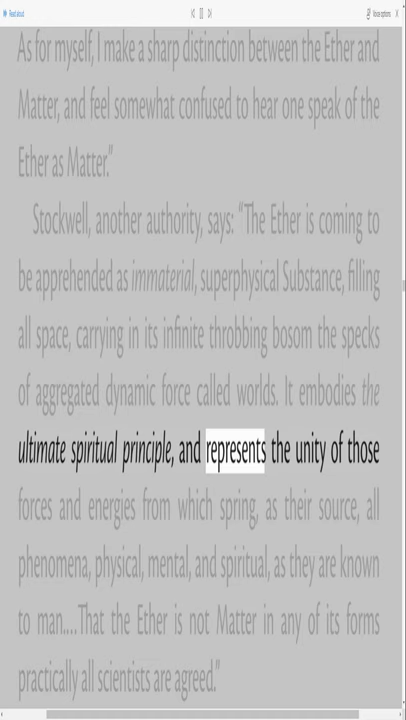 Read aloud
Voice options
As for myself, I make a sharp distinction between the Ether and
Matter, and feel somewhat confused to hear one speak of the
Ether as Matter.”
Stockwell, another authority, says: “The Ether is coming to
be apprehended as immaterial, superphysical Substance, filling
all space, carrying in its infinite throbbing bosom the specks
of aggregated dynamic force called worlds. It embodies the
ultimate spiritual principle, and represents the unity of those
forces and energies from which spring, as their source, all
phenomena, physical, mental, and spiritual, as they are known
to man....That the Ether is not Matter in any of its forms
practically all scientists are agreed.”